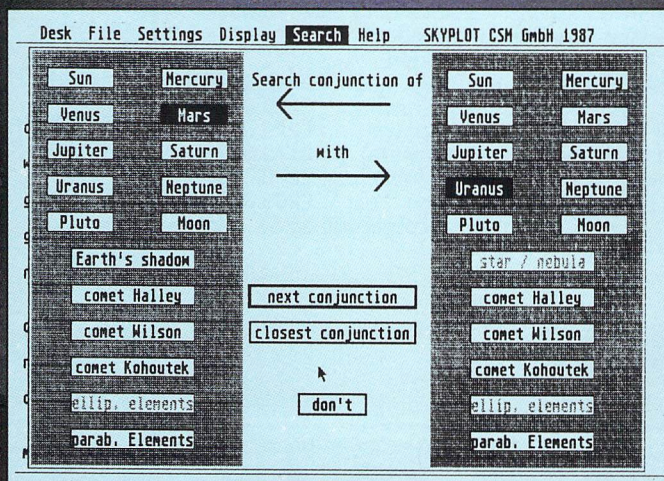 Desk File Settings Display Search Help SKYPLOT CSM GmbH 1987
Sun Mercury
Venus Mars
Jupiter Saturn
Uranus Neptune
Pluto Moon
Earth's shadow
comet Halley
comet Wilson
comet Kohoutek
ellip. elements
parab. Elements
Search conjunction of
with
next conjunction
closest conjunction
don't
Sun Mercury
Venus Mars
Jupiter Saturn
Uranus Neptune
Pluto Moon
star / nebula
comet Halley
comet Wilson
comet Kohoutek
ellip. elements
parab. Elements